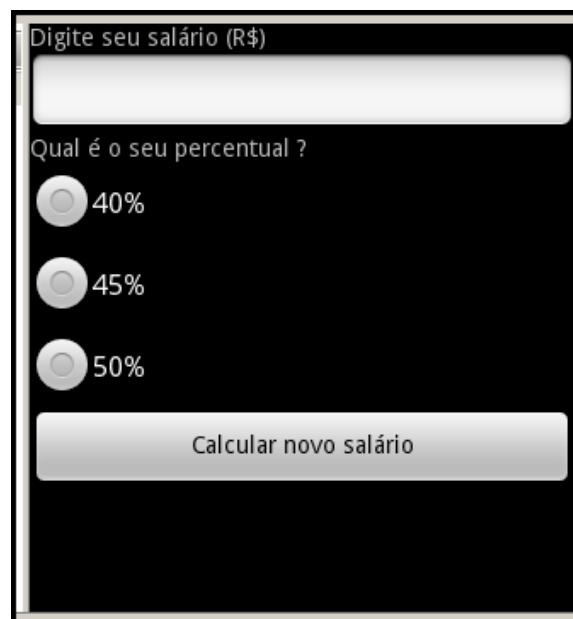 Digite seu salário (R$)
Qual é o seu percentual ?
40%
45%
50%
Calcular novo salário